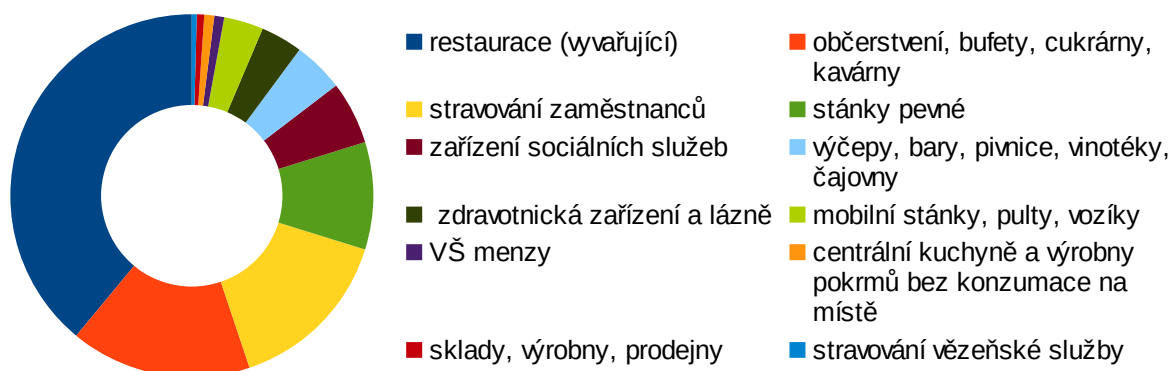 restaurace (vyvařující)
občerstvení, bufety, cukrárny,
kavárny
stravování zaměstnanců
stánky pevné
zařízení sociálních služeb
výčepy, bary, pivnice, vinotéky,
čajovny
zdravotnická zařízení a lázně
mobilní stánky, pulty, vozíky
VŠ menzy
centrální kuchyně a výrobny
pokrmů bez konzumace na
místě
sklady, výrobny, prodejny
stravování vězeňské služby